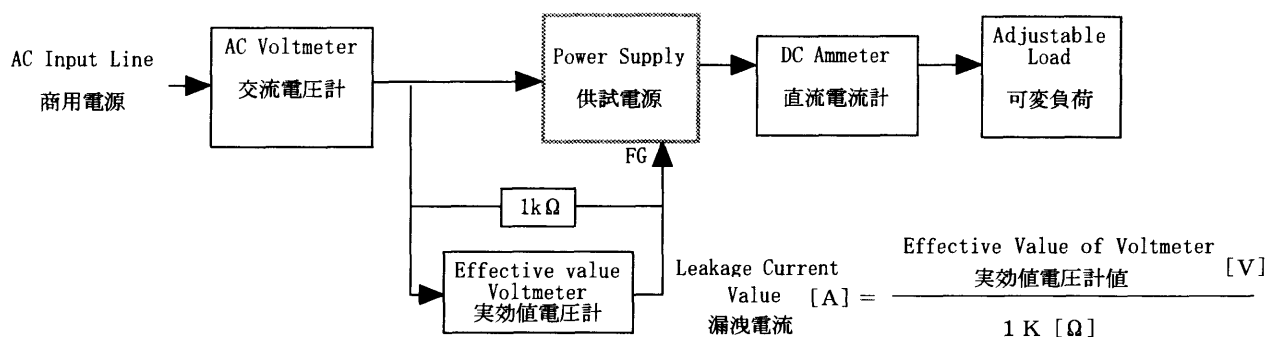 AC Input Line
商用電源
AC Voltmeter
交流電圧計
Power Supply
供試電源
DC Ammeter
直流電流計
Adjustable
Load
可変負荷
FG
1kΩ
Effective value
Voltmeter
実効値電圧計
Leakage Current
Value [A] =
漏洩電流
Effective Value of Voltmeter
実効値電圧計値 [V]
1 K [Ω]